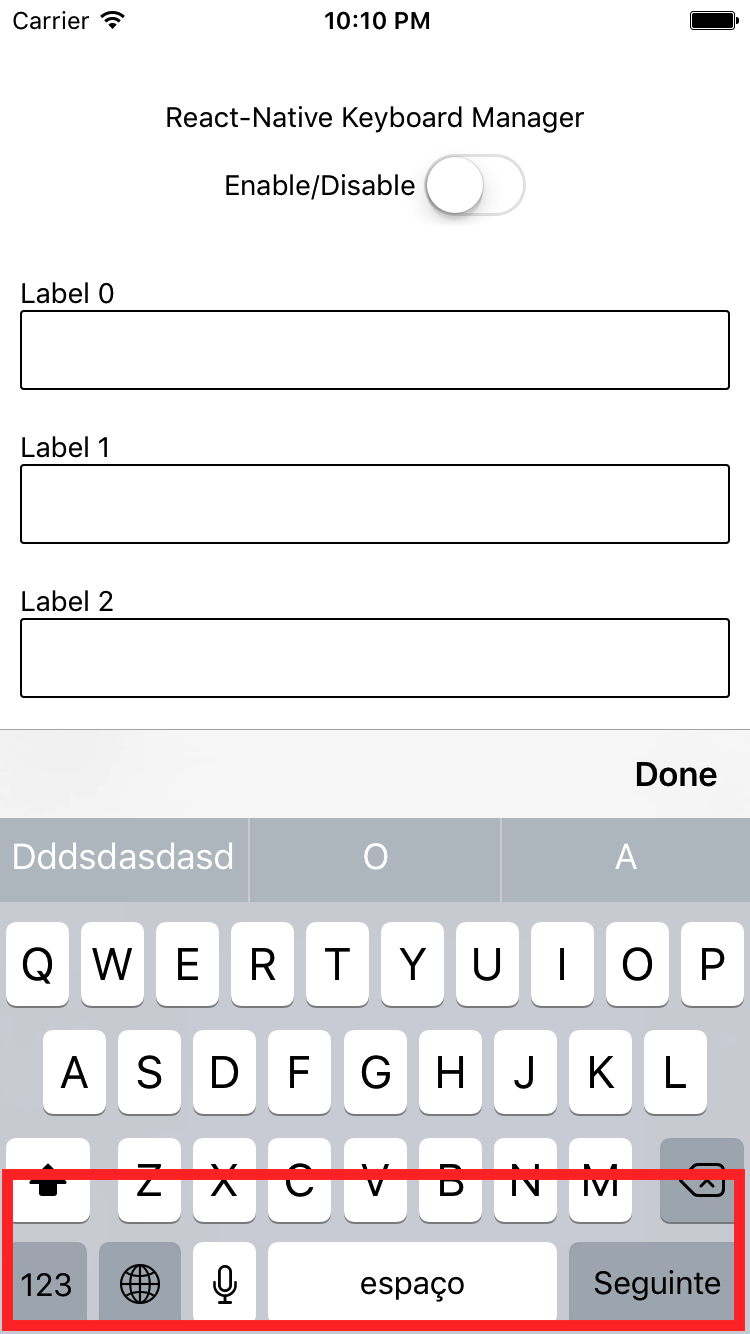 Carrier 10:10 PM
React-Native Keyboard Manager
Enable/Disable
Label 0
Label 1
Label 2
Done
Dddsdasdasd O A
Q W E R T Y U I O P
A S D F G H J K L
Z X C V B N M
123 espaço Seguinte